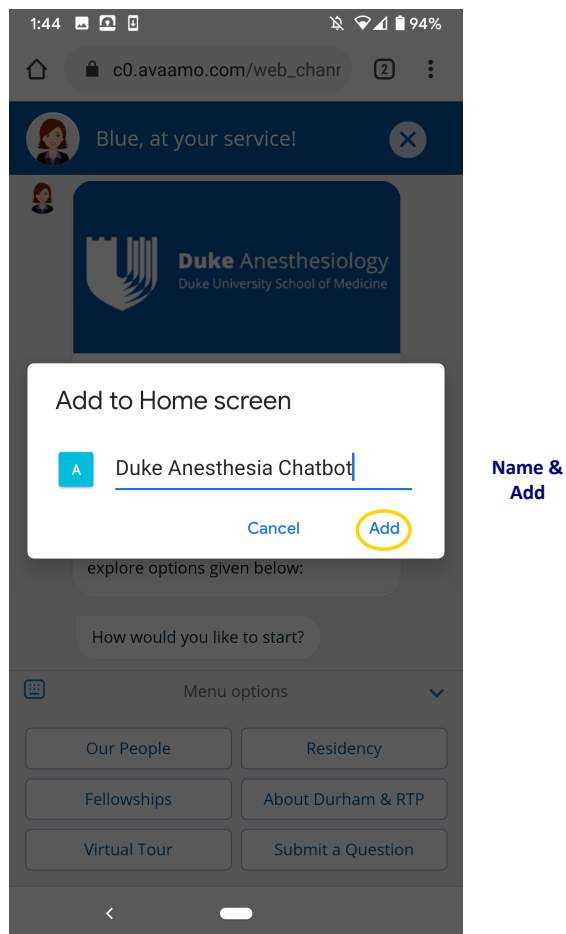 1:44
94%
c0.avaamo.com/web_chanr
2
Blue, at your service!
Duke Anesthesiology
Duke University School of Medicine
Add to Home screen
A
Duke Anesthesia Chatbot
Cancel
Add
Name &
Add
explore options given below:
How would you like to start?
Menu options
Our People
Residency
Fellowships
About Durham & RTP
Virtual Tour
Submit a Question